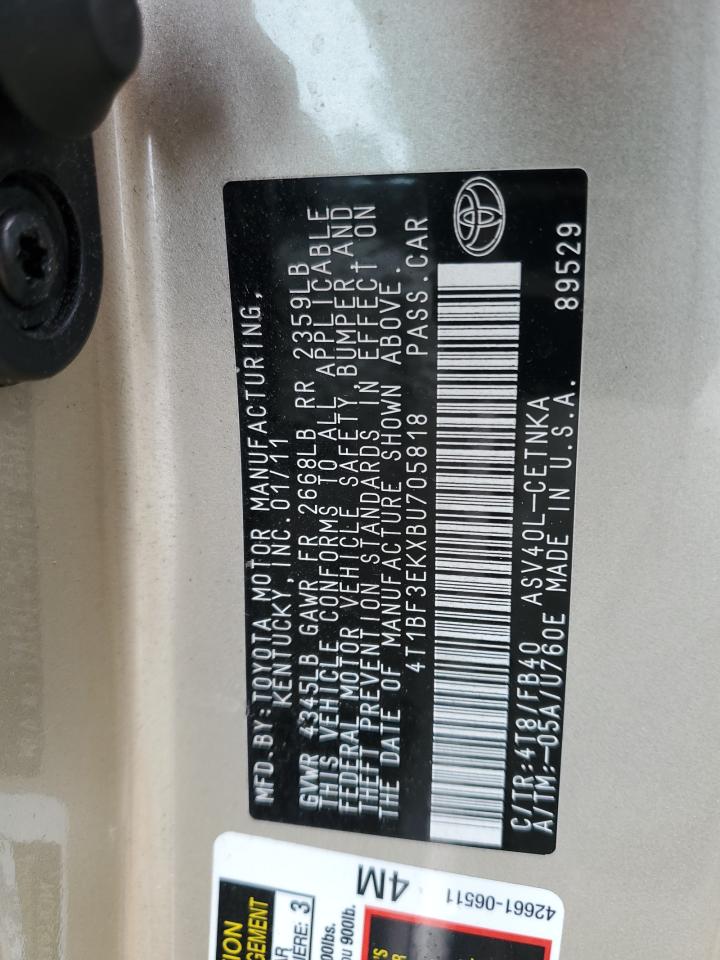 MFD.BY:TOYOTA MOTOR MANUFACTURING,
KENTUCKY, INC.01/11
GVWR 4345LB GAWR FR 2668LB RR 2359LB
THIS VEHICLE CONFORMS TO ALL APPLICABLE
FEDERAL MOTOR VEHICLE SAFETY,BUMPER,AND
THEFT PREVENTION STANDARDS IN EFFECT ON
THE DATE OF MANUFACTURE SHOWN ABOVE.
4T1BF3EKXBU705818 PASS.CAR
C/TR:4T8/FB40 ASV40L-CETNKA
A/TM:-05A/U760E MADE IN U.S.A. 89529
4M
42661-06511
3
900lb.